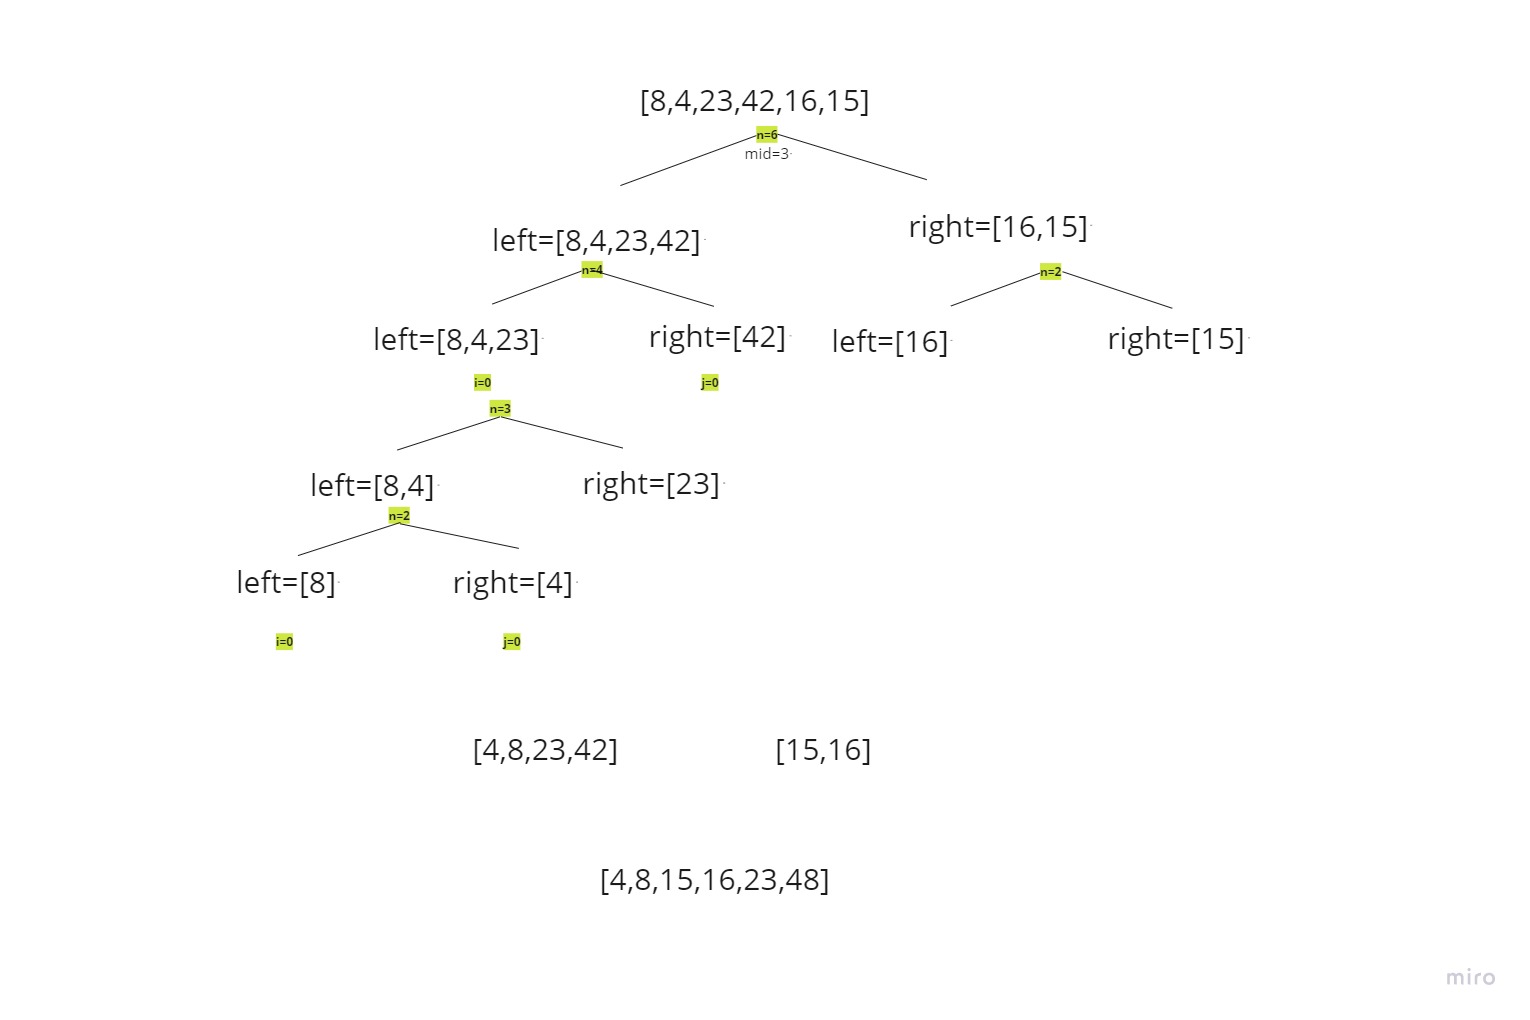 [8,4,23,42,16,15]
n=6
mid=3
left=[8,4,23,42]
right=[16,15]
n=4
n=2
left=[8,4,23]
right=[42]
left=[16]
right=[15]
i=0
j=0
n=3
left=[8,4]
right=[23]
n=2
left=[8]
right=[4]
i=0
j=0
[4,8,23,42]
[15,16]
[4,8,15,16,23,48]
miro